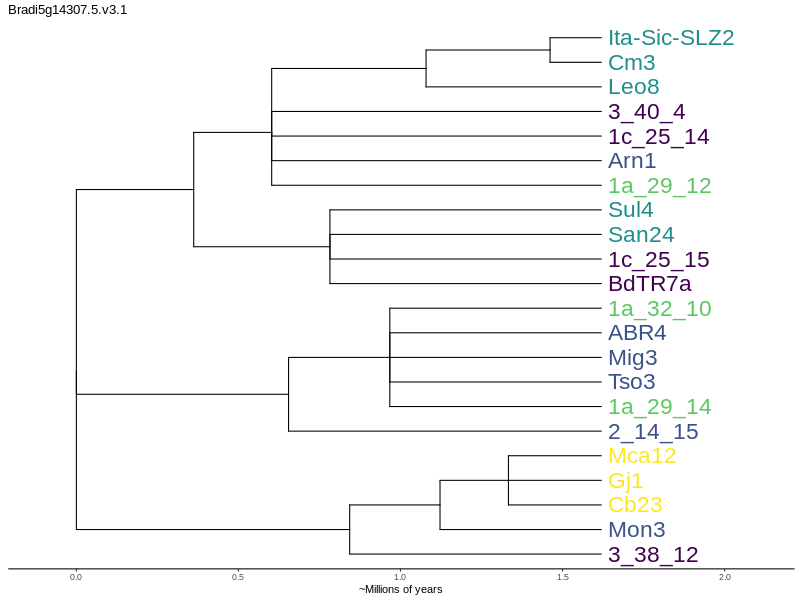 Bradi5g14307.5.v3.1
Ita-Sic-SLZ2
Cm3
Leo8
3_40_4
1c_25_14
Arn1
1a_29_12
Sul4
San24
1c_25_15
BdTR7a
1a_32_10
ABR4
Mig3
Tso3
1a_29_14
2_14_15
Mca12
Gj1
Cb23
Mon3
3_38_12
0.0 0.5 1.0 1.5 2.0
~Millions of years